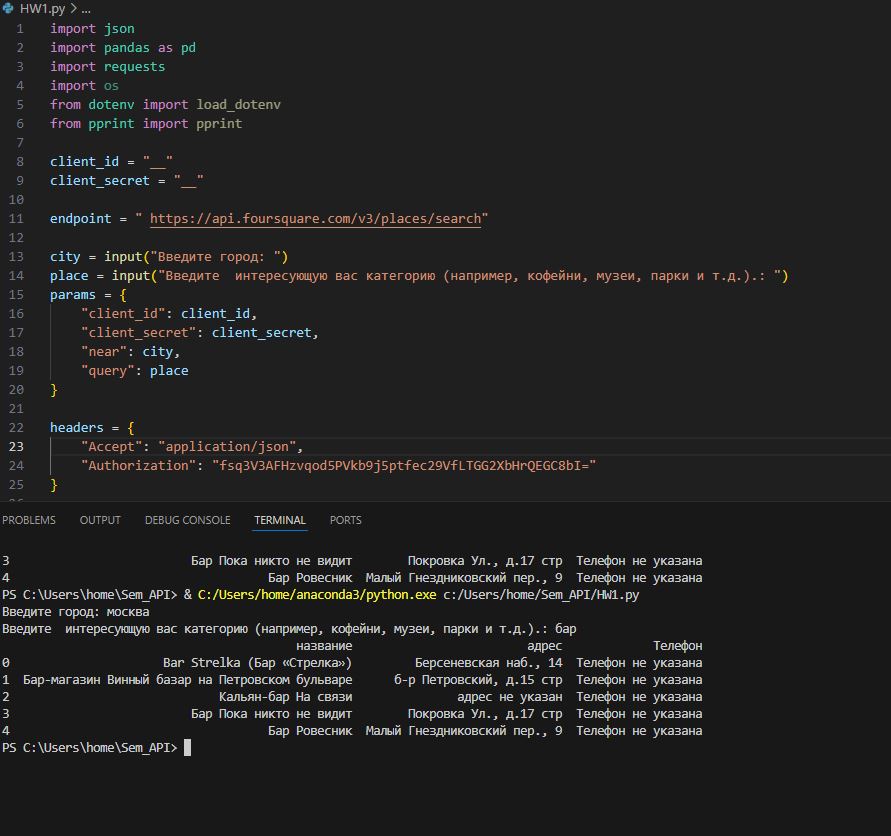 HW1.py > ...
1 import json
2 import pandas as pd
3 import requests
4 import os
5 from dotenv import load_dotenv
6 from pprint import pprint
7
8 client_id = "__"
9 client_secret = "__"
10
11 endpoint = " https://api.foursquare.com/v3/places/search"
12
13 city = input("Введите город: ")
14 place = input("Введите  интересующую вас категорию (например, кофейни, музеи, парки и т.д.).: ")
15 params = {
16     "client_id": client_id,
17     "client_secret": client_secret,
18     "near": city,
19     "query": place
20 }
21
22 headers = {
23     "Accept": "application/json",
24     "Authorization": "fsq3V3AFHzvqod5PVkb9j5ptfec29VfLTGG2XbHrQEGC8bI="
25 }
PROBLEMS OUTPUT DEBUG CONSOLE TERMINAL PORTS
3 Бар Пока никто не видит Покровка Ул., д.17 стр Телефон не указана
4 Бар Ровесник Малый Гнездниковский пер., 9 Телефон не указана
PS C:\Users\home\Sem_API> & C:/Users/home/anaconda3/python.exe c:/Users/home/Sem_API/HW1.py
Введите город: москва
Введите  интересующую вас категорию (например, кофейни, музеи, парки и т.д.).: бар
название адрес Телефон
0 Bar Strelka (Бар «Стрелка») Берсеневская наб., 14 Телефон не указана
1 Бар-магазин Винный базар на Петровском бульваре б-р Петровский, д.15 стр Телефон не указана
2 Кальян-бар На связи адрес не указан Телефон не указана
3 Бар Пока никто не видит Покровка Ул., д.17 стр Телефон не указана
4 Бар Ровесник Малый Гнездниковский пер., 9 Телефон не указана
PS C:\Users\home\Sem_API>